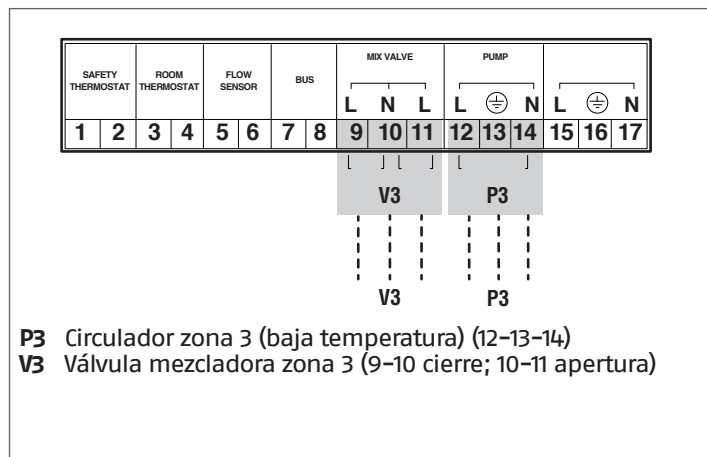 SAFETY THERMOSTAT
ROOM THERMOSTAT
FLOW SENSOR
BUS
MIX VALVE
PUMP
L N L L N L N
1 2 3 4 5 6 7 8 9 10 11 12 13 14 15 16 17
V3 P3
V3 P3
P3 Circulador zona 3 (baja temperatura) (12-13-14)
V3 Válvula mezcladora zona 3 (9-10 cierre; 10-11 apertura)